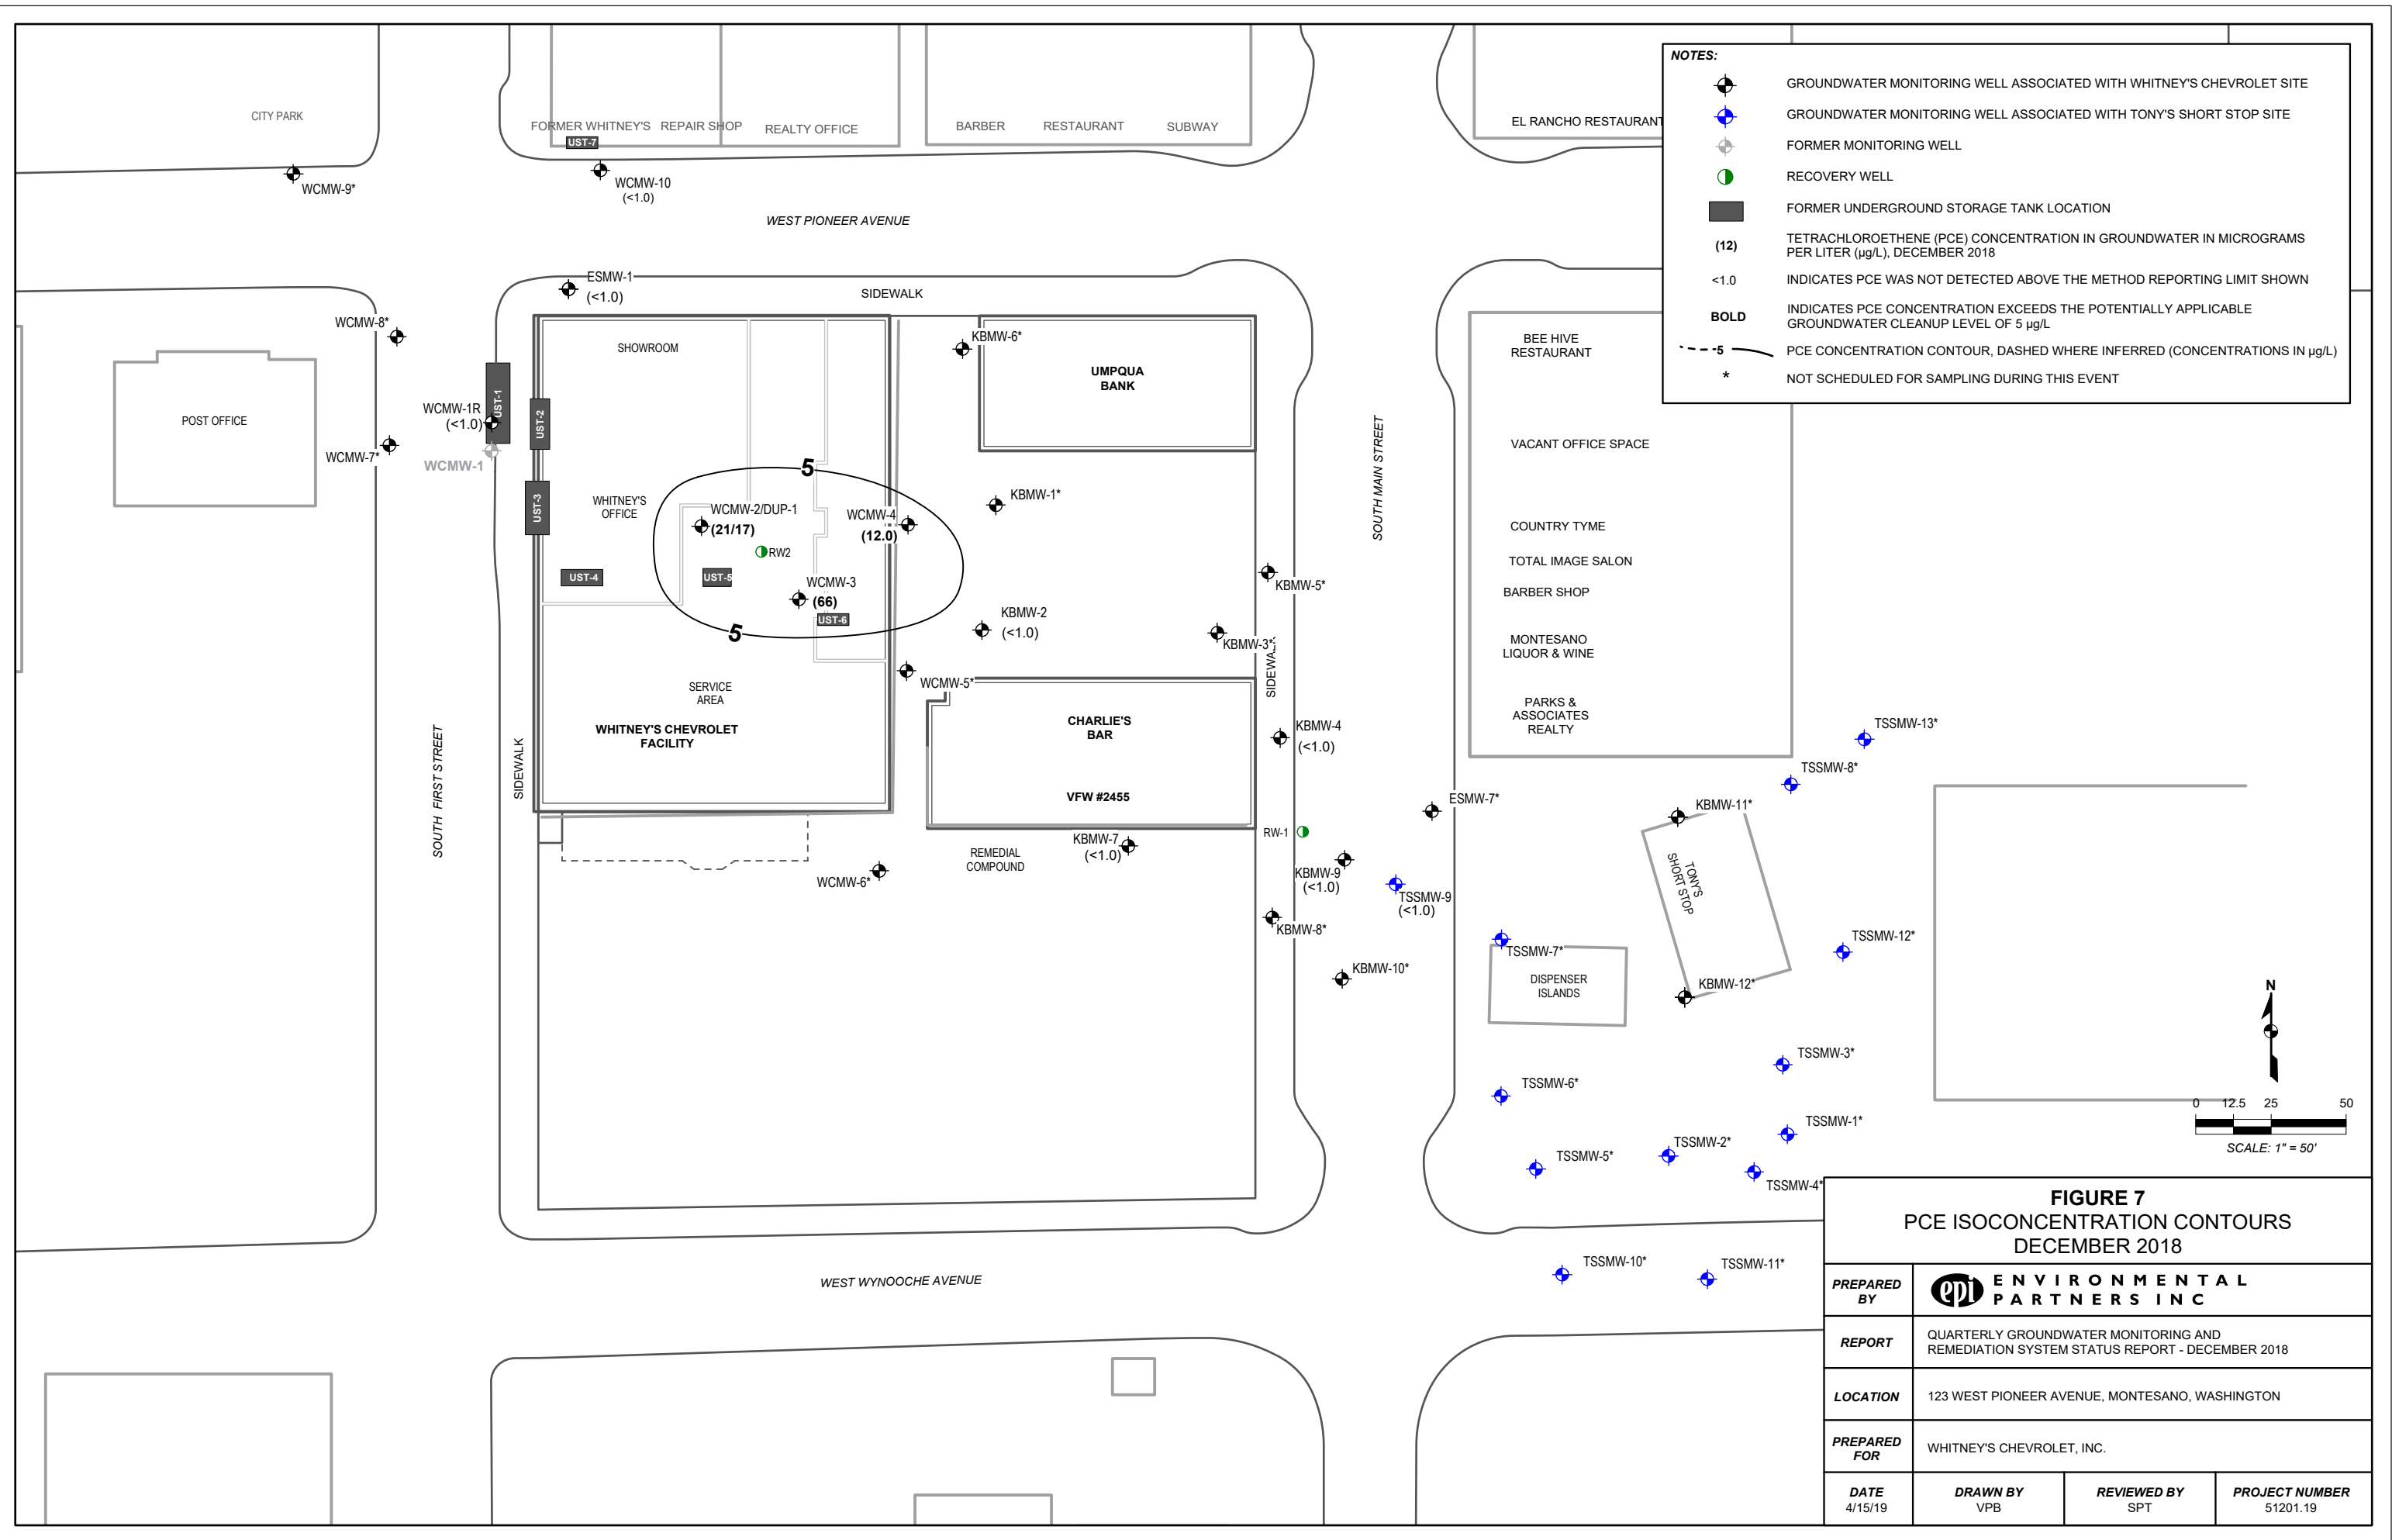 CITY PARK
FORMER WHITNEY'S REPAIR SHOP
REALTY OFFICE
BARBER
RESTAURANT
SUBWAY
EL RANCHO RESTAURANT
UST-7
WCMW-9*
WCMW-10
(<1.0)
WEST PIONEER AVENUE
NOTES:
GROUNDWATER MONITORING WELL ASSOCIATED WITH WHITNEY'S CHEVROLET SITE
GROUNDWATER MONITORING WELL ASSOCIATED WITH TONY'S SHORT STOP SITE
FORMER MONITORING WELL
RECOVERY WELL
FORMER UNDERGROUND STORAGE TANK LOCATION
(12) TETRACHLOROETHENE (PCE) CONCENTRATION IN GROUNDWATER IN MICROGRAMS
PER LITER (µg/L), DECEMBER 2018
<1.0 INDICATES PCE WAS NOT DETECTED ABOVE THE METHOD REPORTING LIMIT SHOWN
BOLD INDICATES PCE CONCENTRATION EXCEEDS THE POTENTIALLY APPLICABLE
GROUNDWATER CLEANUP LEVEL OF 5 µg/L
5 PCE CONCENTRATION CONTOUR, DASHED WHERE INFERRED (CONCENTRATIONS IN µg/L)
* NOT SCHEDULED FOR SAMPLING DURING THIS EVENT
ESMW-1
(<1.0)
SIDEWALK
WCMW-8*
SHOWROOM
KBMW-6*
UMPQUA
BANK
BEE HIVE
RESTAURANT
POST OFFICE
WCMW-1R
(<1.0)
UST-1
UST-2
WCMW-7*
WCMW-1
UST-3
SOUTH MAIN STREET
VACANT OFFICE SPACE
5
WHITNEY'S
OFFICE
WCMW-2/DUP-1
(21/17)
WCMW-4
(12.0)
KBMW-1*
RW2
COUNTRY TYME
TOTAL IMAGE SALON
BARBER SHOP
MONTESANO
LIQUOR & WINE
PARKS &
ASSOCIATES
REALTY
UST-4
UST-5
WCMW-3
(66)
UST-6
5
KBMW-2
(<1.0)
KBMW-5*
KBMW-3*
SIDEWALK
WCMW-5*
SERVICE
AREA
WHITNEY'S CHEVROLET
FACILITY
CHARLIE'S
BAR
VFW #2455
KBMW-4
(<1.0)
SOUTH FIRST STREET
SIDEWALK
TSSMW-13*
TSSMW-8*
ESMW-7*
KBMW-11*
RW-1
KBMW-7
(<1.0)
REMEDIAL
COMPOUND
WCMW-6*
KBMW-9
(<1.0)
TSSMW-9
(<1.0)
TONY'S
SHORT STOP
KBMW-8*
TSSMW-7*
TSSMW-12*
KBMW-10*
DISPENSER
ISLANDS
KBMW-12*
N
TSSMW-3*
TSSMW-6*
0 12.5 25 50
SCALE: 1" = 50'
TSSMW-1*
TSSMW-2*
TSSMW-5*
TSSMW-4*
TSSMW-10*
TSSMW-11*
WEST WYNOOCHE AVENUE
FIGURE 7
PCE ISOCONCENTRATION CONTOURS
DECEMBER 2018
PREPARED
BY
epi
ENVIRONMENTAL
PARTNERS INC
REPORT
QUARTERLY GROUNDWATER MONITORING AND
REMEDIATION SYSTEM STATUS REPORT - DECEMBER 2018
LOCATION
123 WEST PIONEER AVENUE, MONTESANO, WASHINGTON
PREPARED
FOR
WHITNEY'S CHEVROLET, INC.
DATE
4/15/19
DRAWN BY
VPB
REVIEWED BY
SPT
PROJECT NUMBER
51201.19